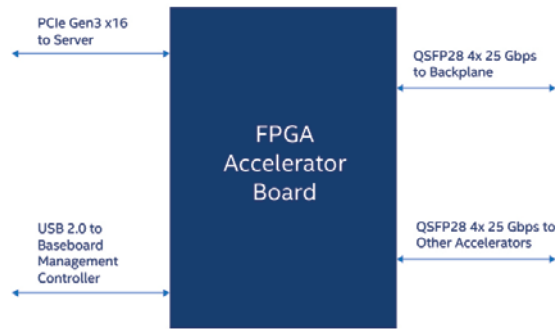 PCIe Gen3 x16
to Server
QSFP28 4x 25 Gbps
to Backplane
FPGA
Accelerator
Board
USB 2.0 to
Baseboard
Management
Controller
QSFP28 4x 25 Gbps to
Other Accelerators